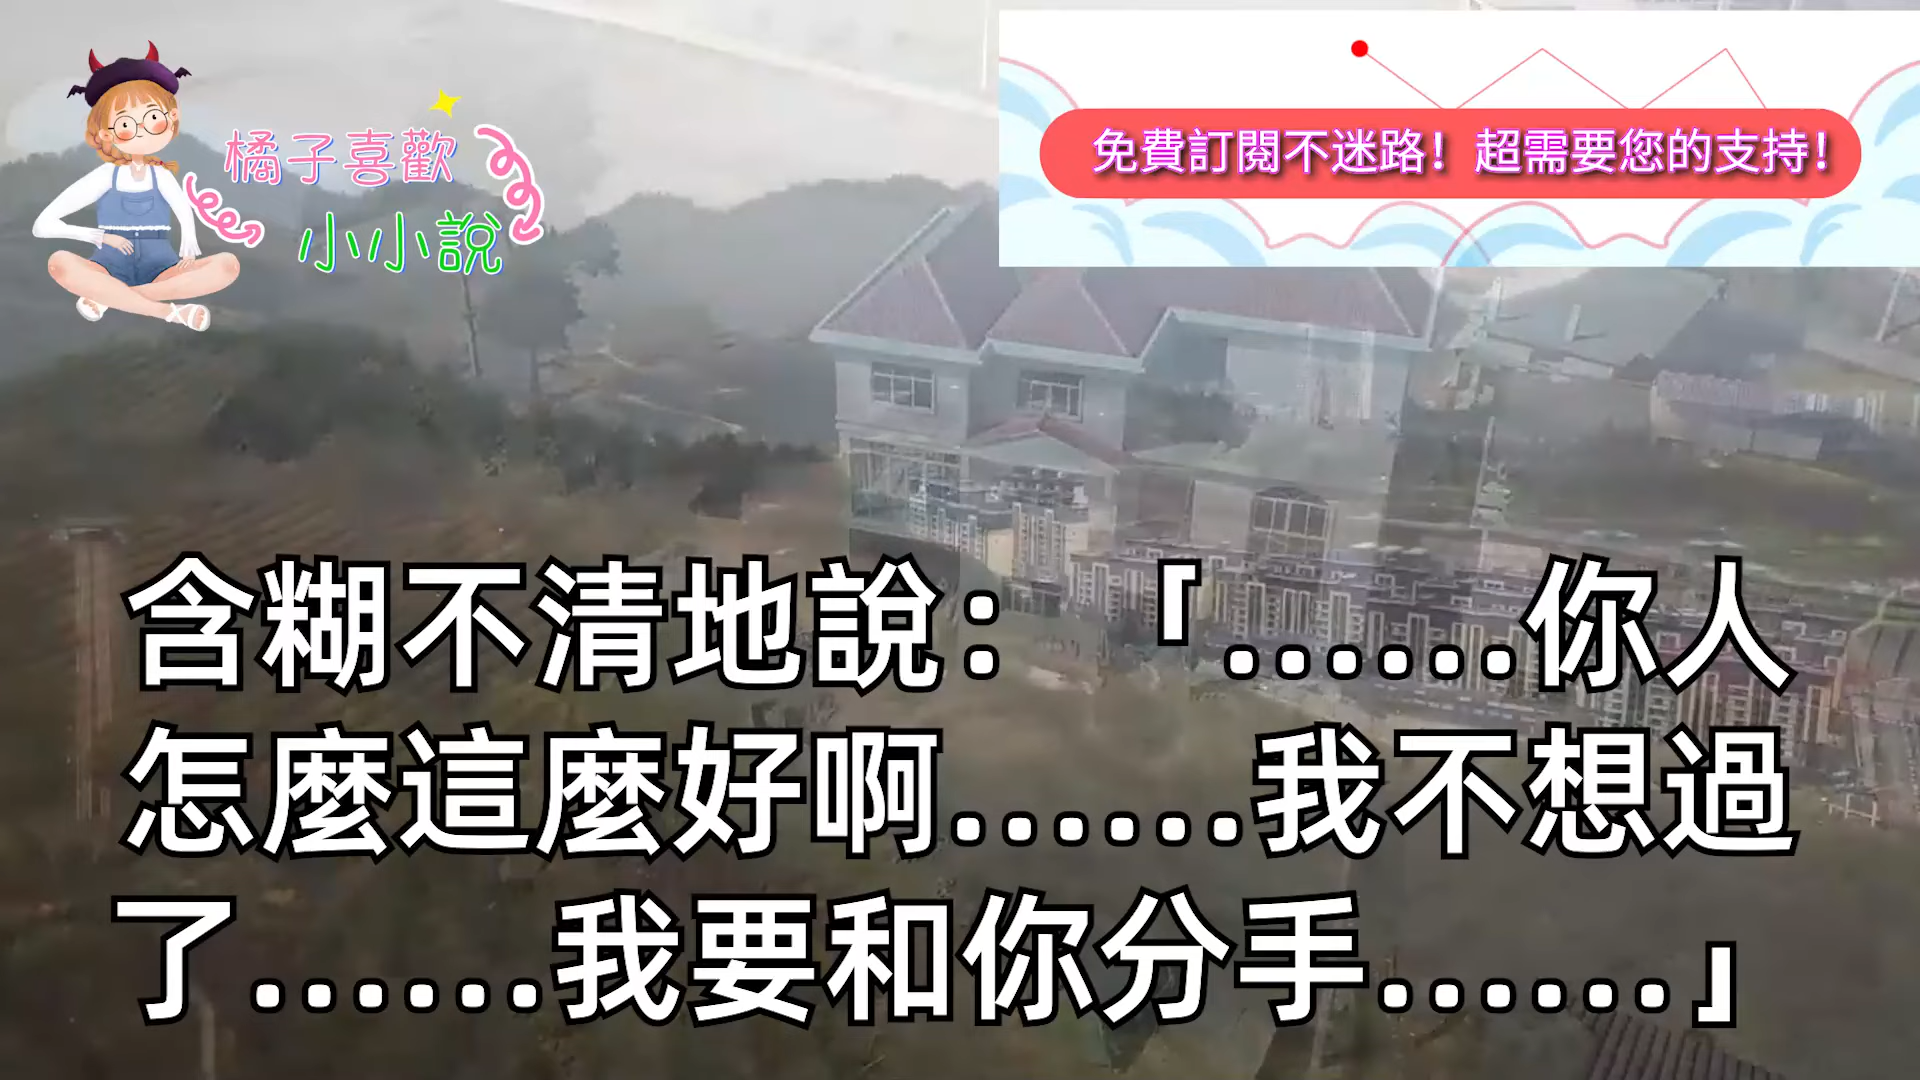 橘子喜歡
小小說
免費訂閱不迷路！超需要您的支持！
含糊不清地說：「......你人
怎麼這麼好啊......我不想過
了......我要和你分手......」